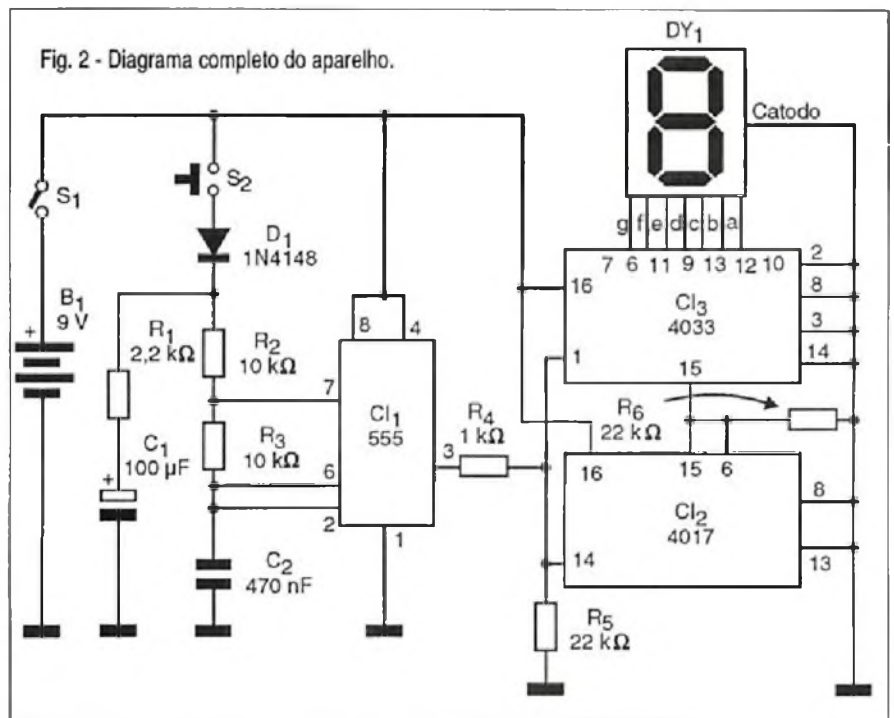 Fig. 2 - Diagrama completo do aparelho.
DY1
Catodo
S1
S2
D1
1N4148
B1
9 V
+
R1
2,2 kΩ
C1
100 µF
+
R2
10 kΩ
R3
10 kΩ
C2
470 nF
8 4
7
6
2
3
1
CI1
555
R4
1 kΩ
R5
22 kΩ
g f e d c b a
7 6 11 9 13 12 10
16
1
2
8
3
14
15
CI3
4033
R6
22 kΩ
16
15 6
14
8
13
CI2
4017